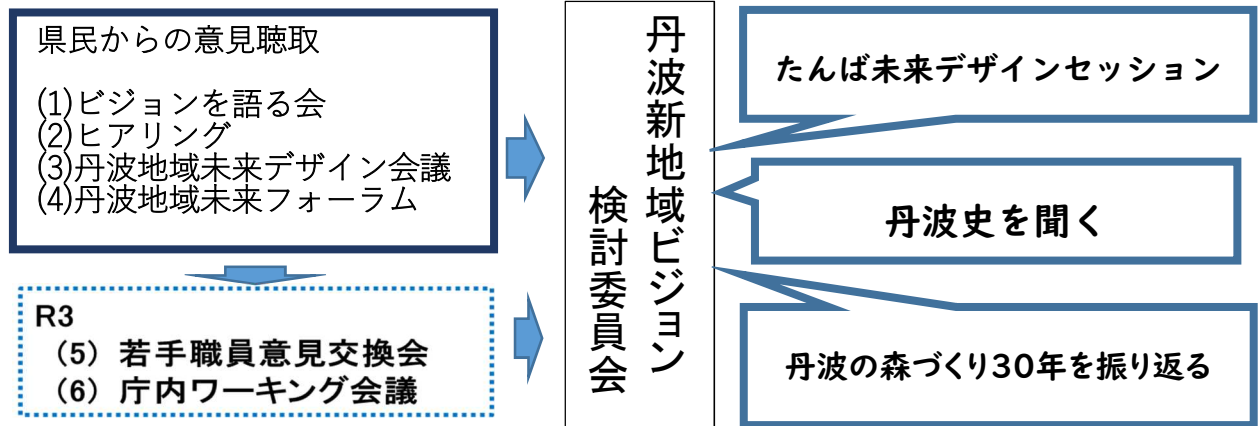 県民からの意見聴取
(1)ビジョンを語る会
(2)ヒアリング
(3)丹波地域未来デザイン会議
(4)丹波地域未来フォーラム
R3
(5) 若手職員意見交換会
(6) 庁内ワーキング会議
丹波新地域ビジョン
検討委員会
たんば未来デザインセッション
丹波史を聞く
丹波の森づくり30年を振り返る